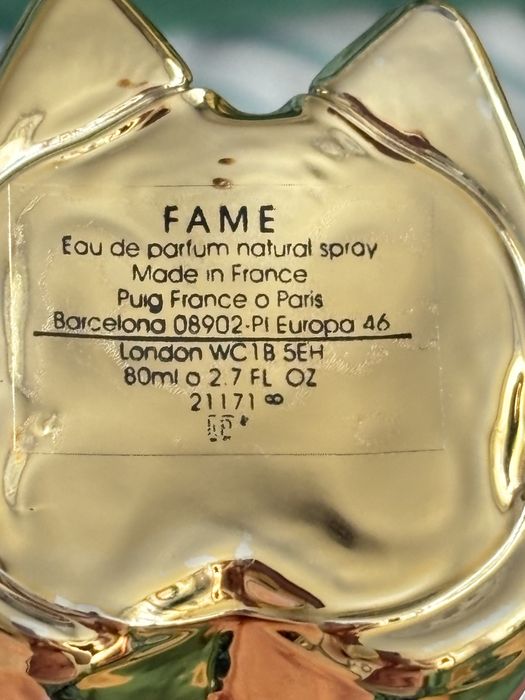 FAME
Eau de parfum natural spray
Made in France
Puig France o Paris
Barcelona 08902-Pl Europa 46
London WC1B 5EH
80ml o 2.7 FL OZ
21171